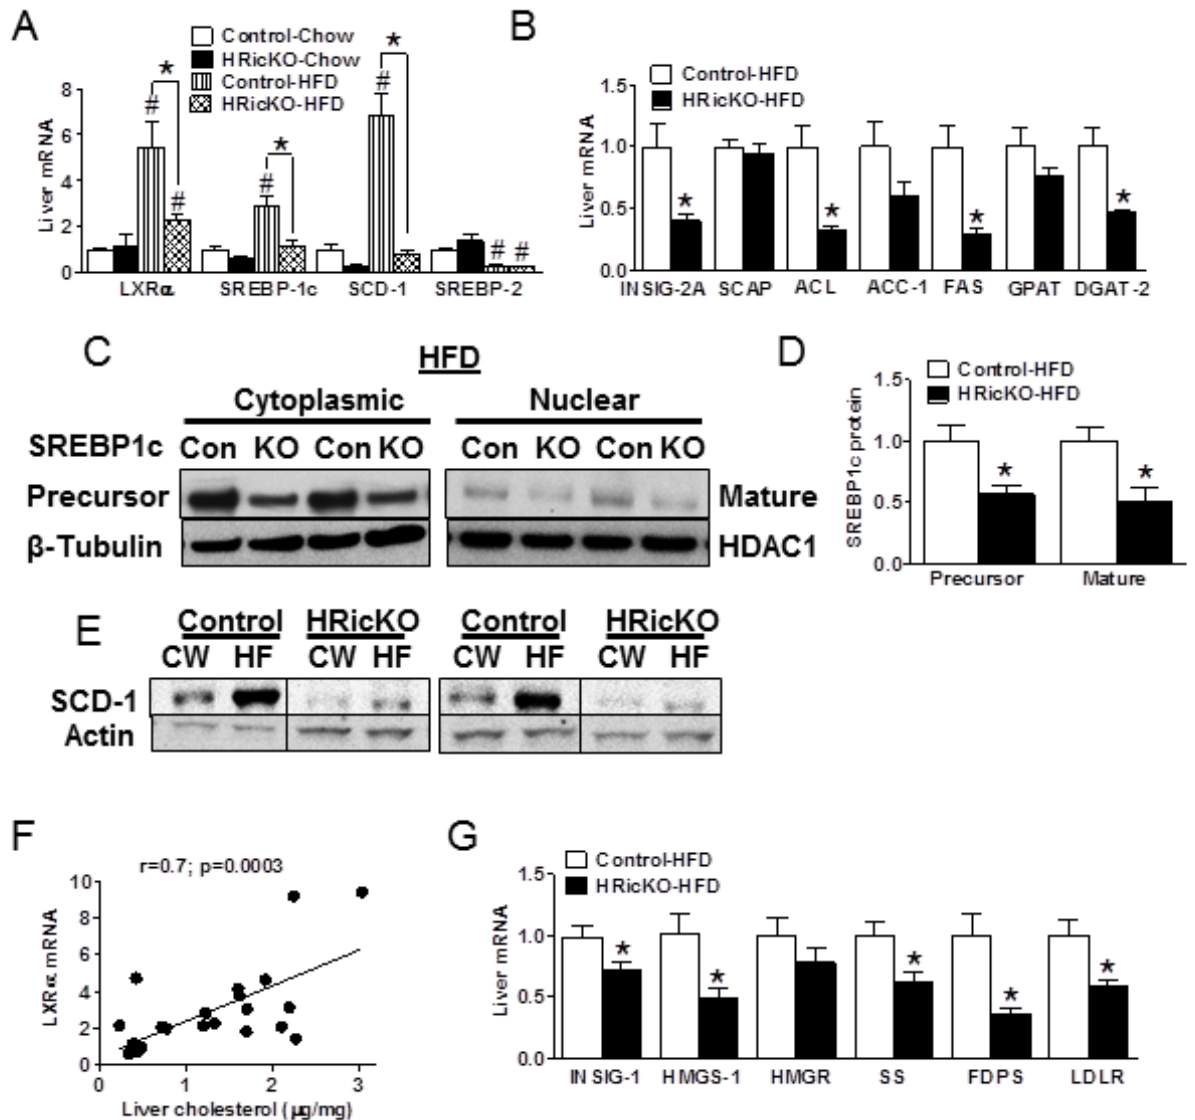 A
Control-Chow
HRicKO-Chow
Control-HFD
HRicKO-HFD
Liver mRNA
8
6
4
2
0
* * *
# # # # # #
LXRα SREBP-1c SCD-1 SREBP-2
B
Control-HFD
HRicKO-HFD
Liver mRNA
1.5
1.0
0.5
0.0
* * * *
INSIG-2A SCAP ACL ACC-1 FAS GPAT DGAT-2
C
HFD
Cytoplasmic Nuclear
SREBP1c Con KO Con KO Con KO Con KO
Precursor Mature
β-Tubulin HDAC1
D
Control-HFD
HRicKO-HFD
SREBP1c protein
1.5
1.0
0.5
0.0
* *
Precursor Mature
E
Control HRicKO Control HRicKO
CW HF CW HF CW HF CW HF
SCD-1
Actin
F
r=0.7; p=0.0003
LXRα mRNA
10
8
6
4
2
0
0 1 2 3
Liver cholesterol (µg/mg)
G
Control-HFD
HRicKO-HFD
Liver mRNA
1.5
1.0
0.5
0.0
* * * * *
INSIG-1 HMGS-1 HMGR SS FDPS LDLR